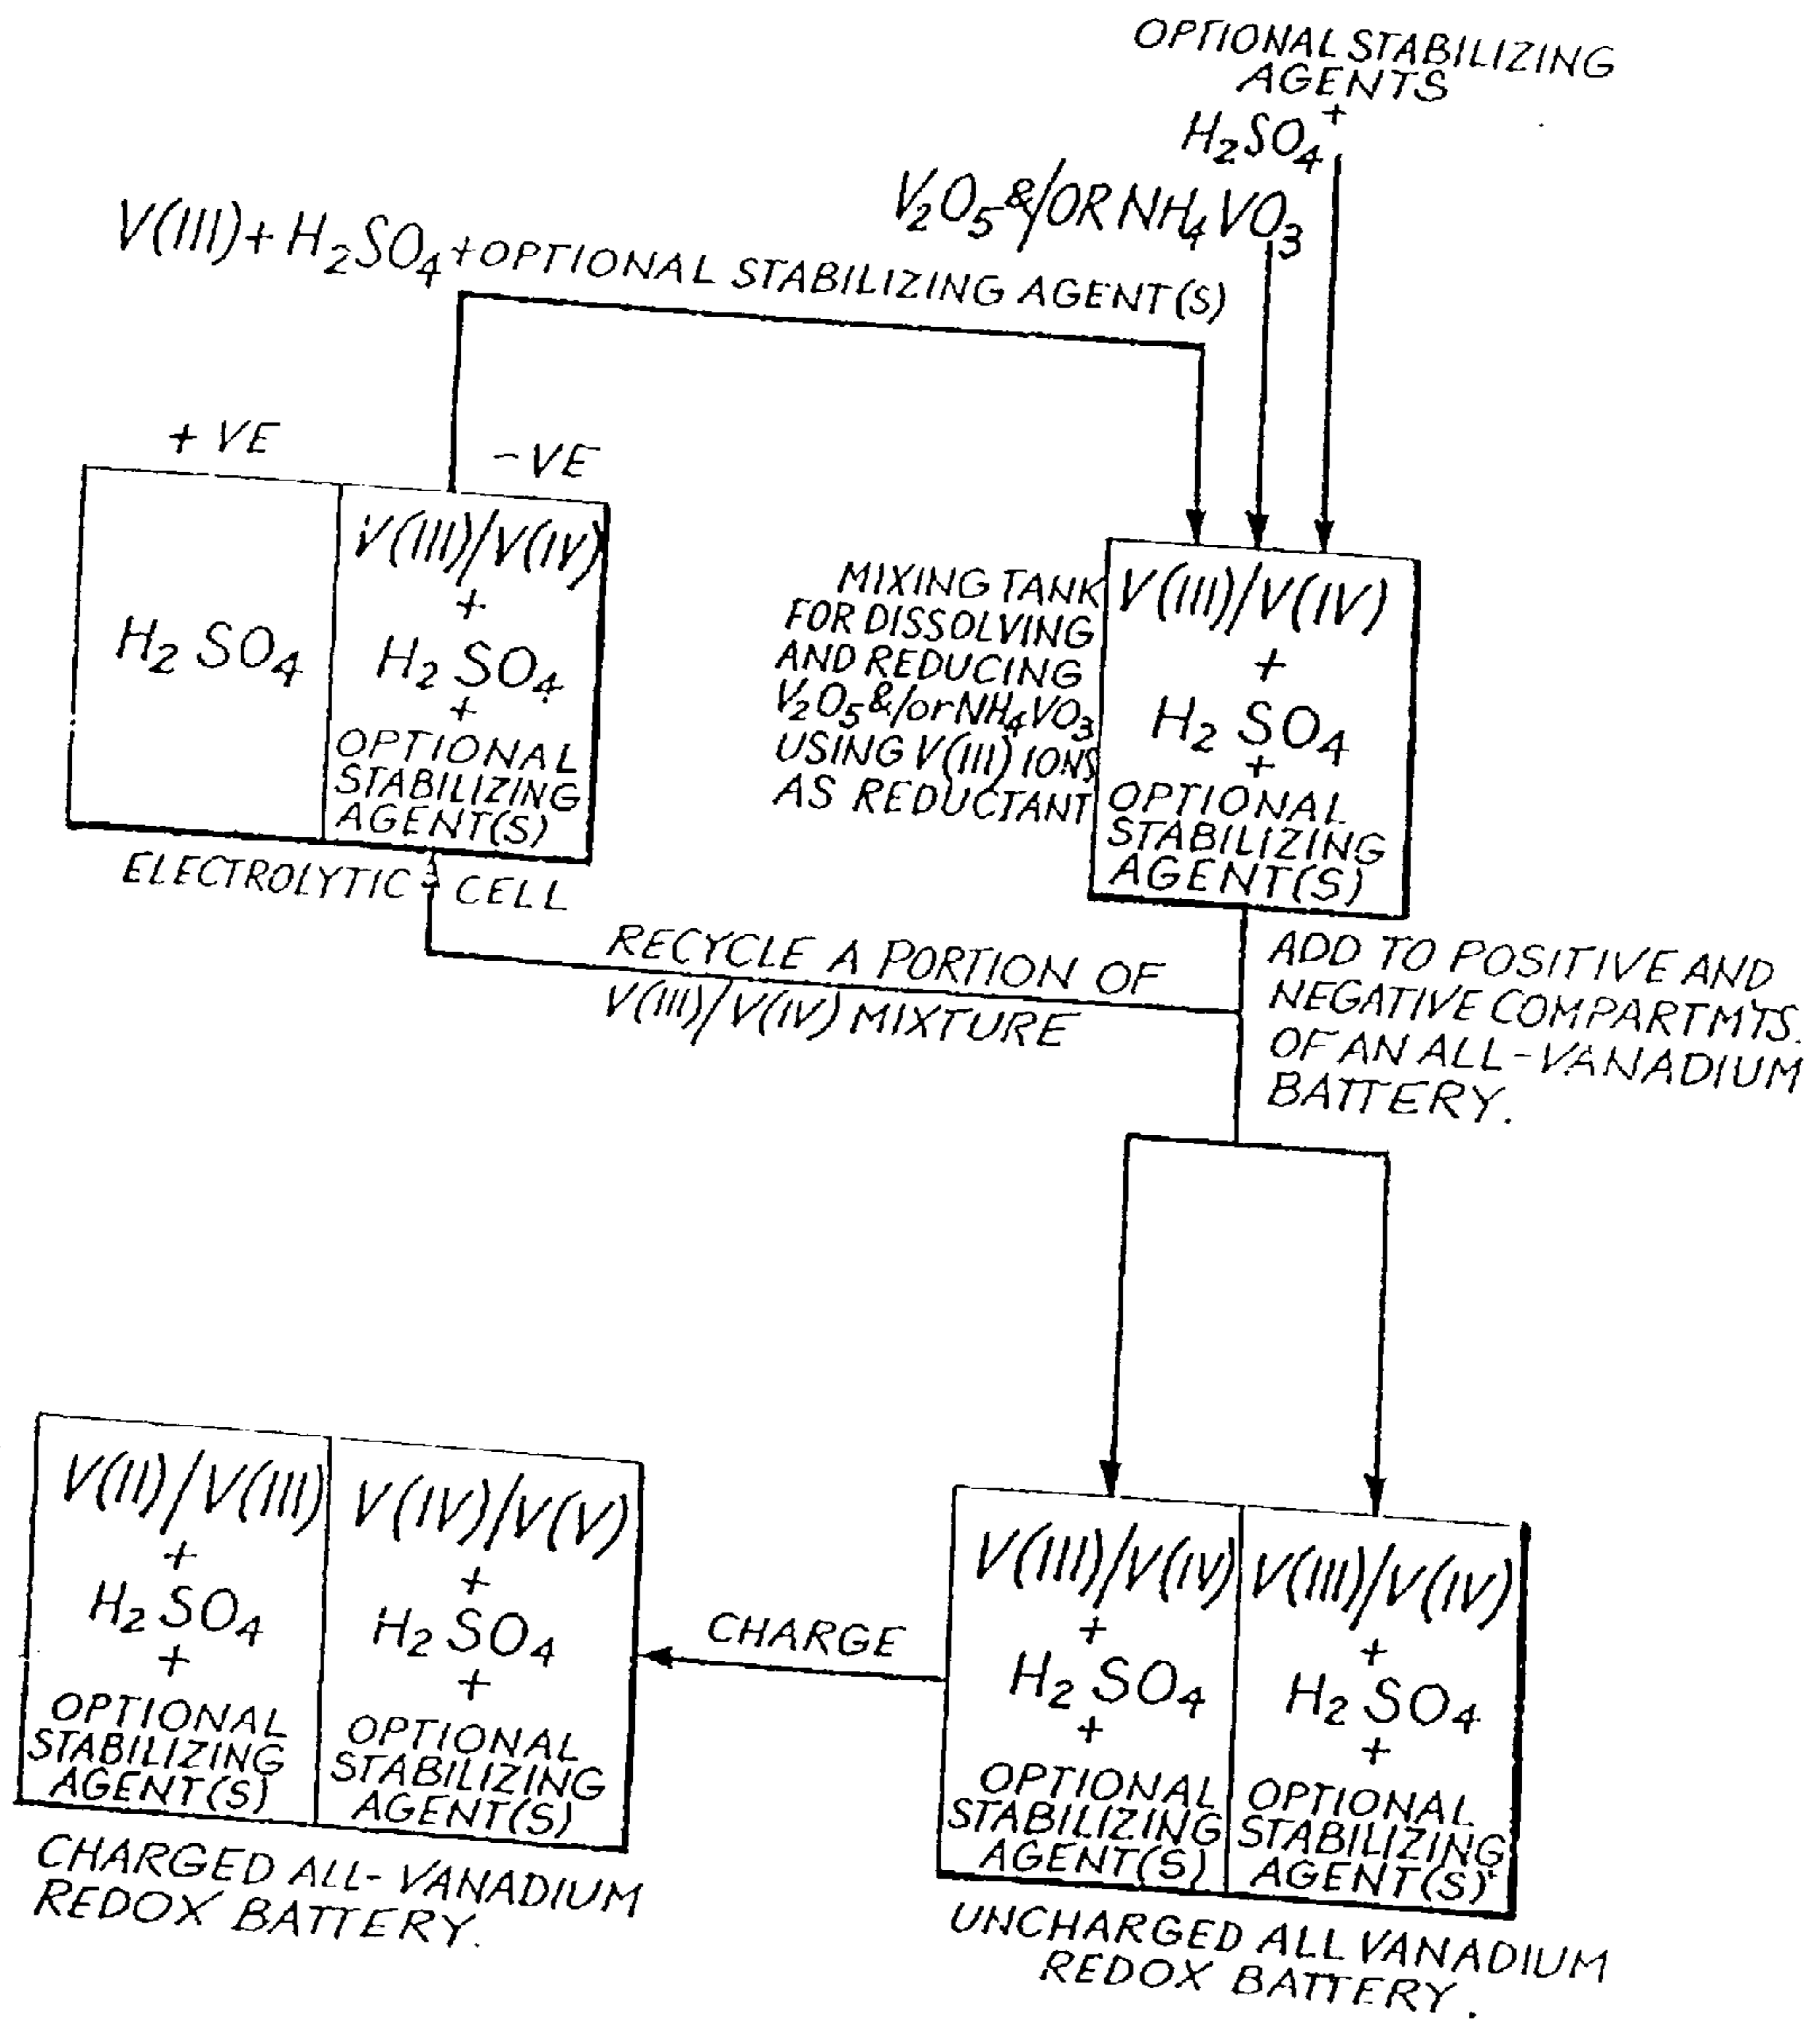 OPTIONAL STABILIZING
AGENTS
+
H₂SO₄
V₂O₅ &/OR NH₄VO₃
V(III)+H₂SO₄+OPTIONAL STABILIZING AGENT(S)
+VE
-VE
H₂SO₄
V(III)/V(IV)
+
H₂SO₄
+
OPTIONAL
STABILIZING
AGENT(S)
ELECTROLYTIC CELL
MIXING TANK
FOR DISSOLVING
AND REDUCING
V₂O₅ &/or NH₄VO₃
USING V(III) IONS
AS REDUCTANT
V(III)/V(IV)
+
H₂SO₄
+
OPTIONAL
STABILIZING
AGENT(S)
RECYCLE A PORTION OF
V(III)/V(IV) MIXTURE
ADD TO POSITIVE AND
NEGATIVE COMPARTMTS.
OF AN ALL-VANADIUM
BATTERY.
V(II)/V(III)
+
H₂SO₄
+
OPTIONAL
STABILIZING
AGENT(S)
V(IV)/V(V)
+
H₂SO₄
+
OPTIONAL
STABILIZING
AGENT(S)
CHARGED ALL-VANADIUM
REDOX BATTERY.
CHARGE
V(III)/V(IV)
+
H₂SO₄
+
OPTIONAL
STABILIZING
AGENT(S)
V(III)/V(IV)
+
H₂SO₄
+
OPTIONAL
STABILIZING
AGENT(S)
UNCHARGED ALL VANADIUM
REDOX BATTERY.